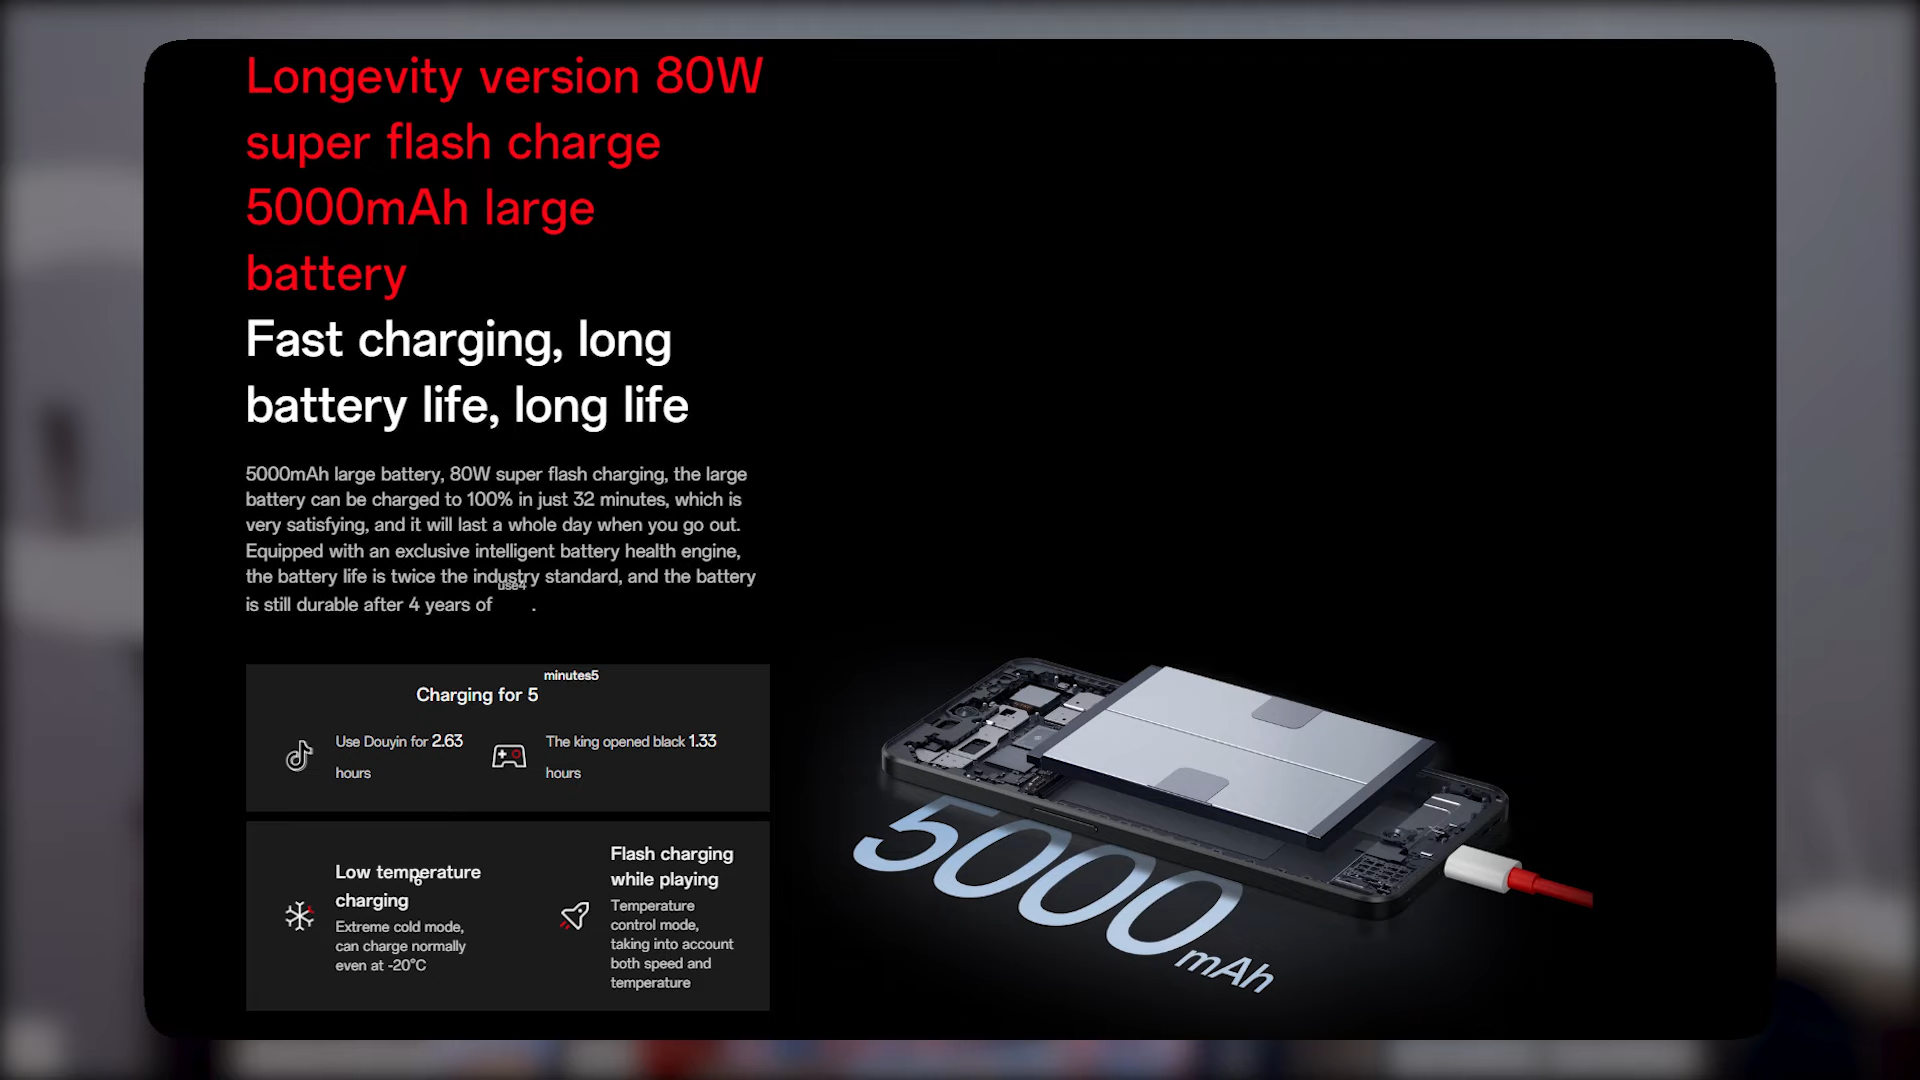 Longevity version 80W
super flash charge
5000mAh large
battery
Fast charging, long
battery life, long life
5000mAh large battery, 80W super flash charging, the large
battery can be charged to 100% in just 32 minutes, which is
very satisfying, and it will last a whole day when you go out.
Equipped with an exclusive intelligent battery health engine,
the battery life is twice the industry standard, and the battery
is still durable after 4 years of use4 .
Charging for 5 minutes5
Use Douyin for 2.63
hours
The king opened black 1.33
hours
Low temperature
charging6
Extreme cold mode,
can charge normally
even at -20°C
Flash charging
while playing
Temperature
control mode,
taking into account
both speed and
temperature
5000mAh